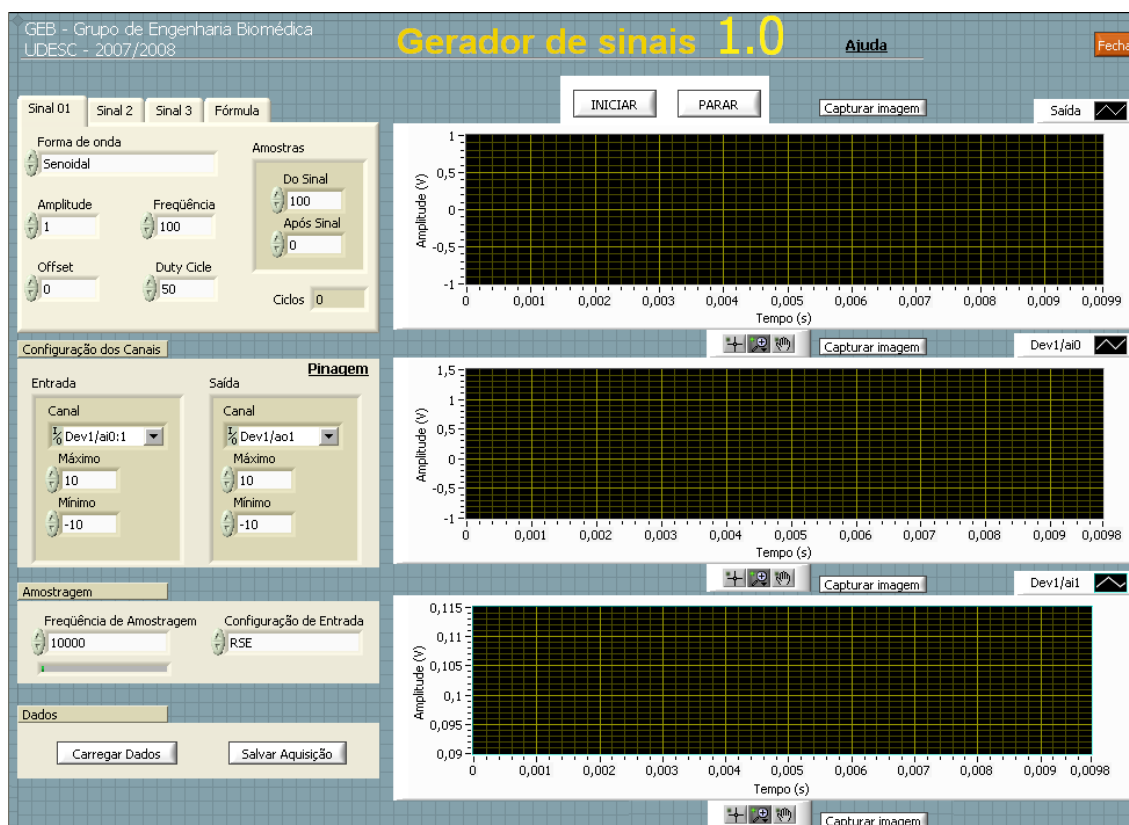 GEB - Grupo de Engenharia Biomédica
UDESC - 2007/2008
Gerador de sinais 1.0
Ajuda
Fecha
Sinal 01 Sinal 2 Sinal 3 Fórmula
Forma de onda
Senoidal
Amplitude
1
Freqüência
100
Offset
0
Duty Cicle
50
Amostras
Do Sinal
100
Após Sinal
0
Ciclos 0
INICIAR PARAR Capturar imagem Saída
Amplitude (V)
1
0,5
0
-0,5
-1
0 0,001 0,002 0,003 0,004 0,005 0,006 0,007 0,008 0,009 0,0099
Tempo (s)
Configuração dos Canais
Pinagem
Entrada
Canal
I/0 Dev1/ai0:1
Máximo
10
Mínimo
-10
Saída
Canal
I/0 Dev1/ao1
Máximo
10
Mínimo
-10
Capturar imagem Dev1/ai0
Amplitude (V)
1,5
1
0,5
0
-0,5
-1
0 0,001 0,002 0,003 0,004 0,005 0,006 0,007 0,008 0,009 0,0098
Tempo (s)
Amostragem
Freqüência de Amostragem
10000
Configuração de Entrada
RSE
Capturar imagem Dev1/ai1
Amplitude (V)
0,115
0,11
0,105
0,1
0,095
0,09
0 0,001 0,002 0,003 0,004 0,005 0,006 0,007 0,008 0,009 0,0098
Tempo (s)
Dados
Carregar Dados Salvar Aquisição
Capturar imagem